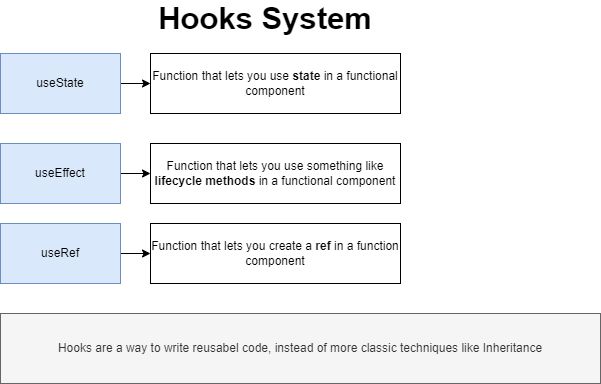 Hooks System
useState
Function that lets you use state in a functional
component
useEffect
Function that lets you use something like
lifecycle methods in a functional component
useRef
Function that lets you create a ref in a function
component
Hooks are a way to write reusabel code, instead of more classic techniques like Inheritance